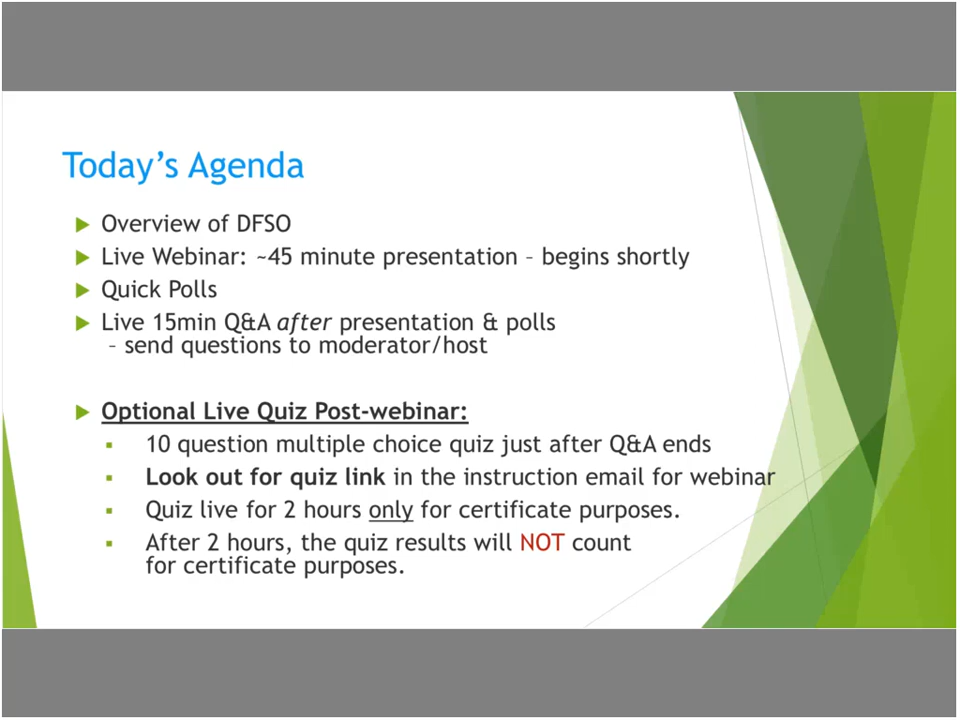 Today's Agenda
Overview of DFSO
Live Webinar: ~45 minute presentation – begins shortly
Quick Polls
Live 15min Q&A after presentation & polls
– send questions to moderator/host
Optional Live Quiz Post-webinar:
10 question multiple choice quiz just after Q&A ends
Look out for quiz link in the instruction email for webinar
Quiz live for 2 hours only for certificate purposes.
After 2 hours, the quiz results will NOT count
for certificate purposes.